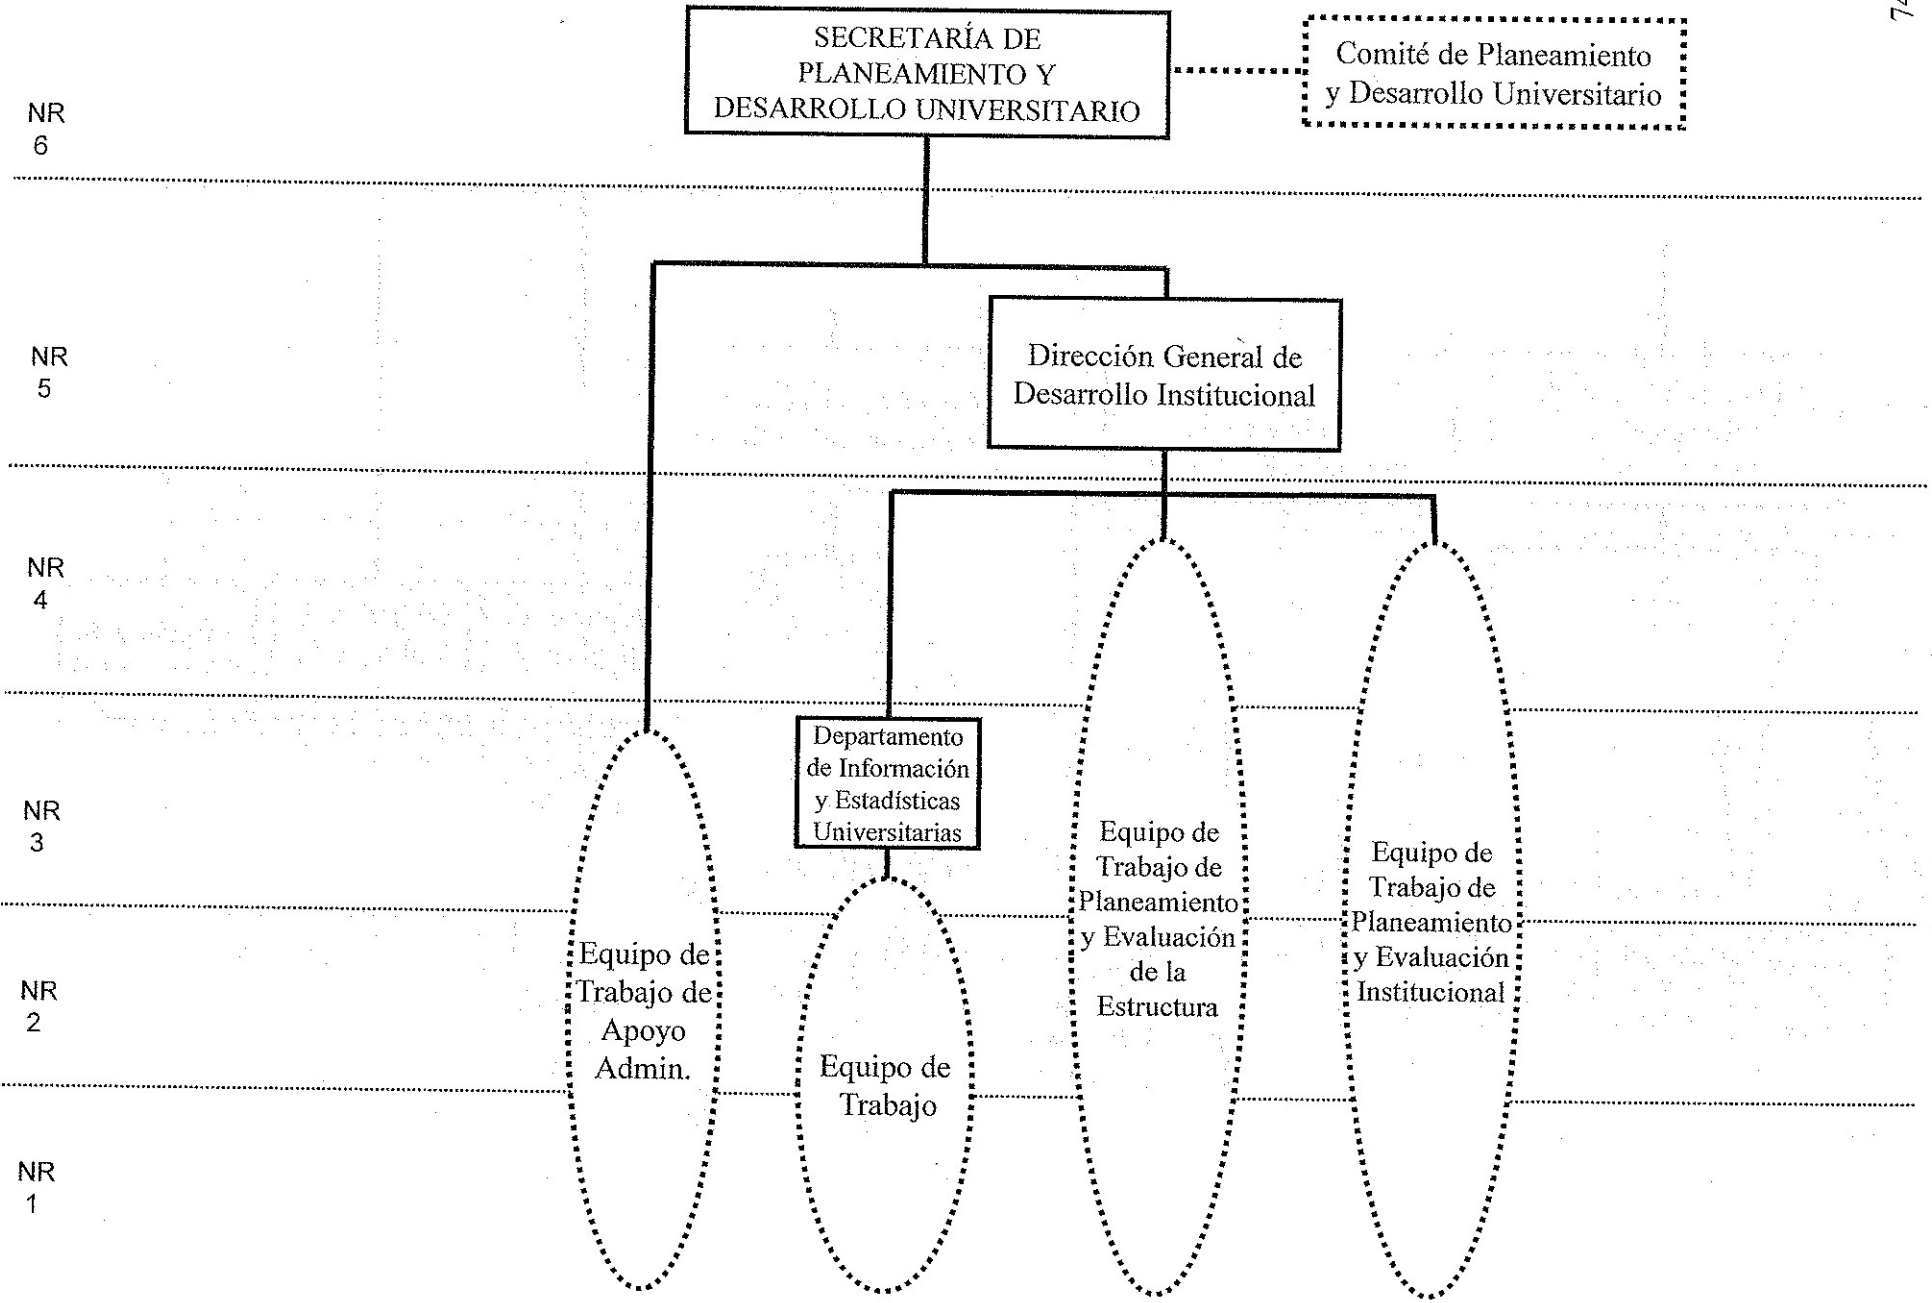 SECRETARÍA DE
PLANEAMIENTO Y
DESARROLLO UNIVERSITARIO
Comité de Planeamiento
y Desarrollo Universitario
NR
6
NR
5
Dirección General de
Desarrollo Institucional
NR
4
NR
3
Departamento
de Información
y Estadísticas
Universitarias
Equipo de
Trabajo de
Planeamiento
y Evaluación
de la
Estructura
Equipo de
Trabajo de
Planeamiento
y Evaluación
Institucional
NR
2
Equipo de
Trabajo de
Apoyo
Admin.
Equipo de
Trabajo
NR
1